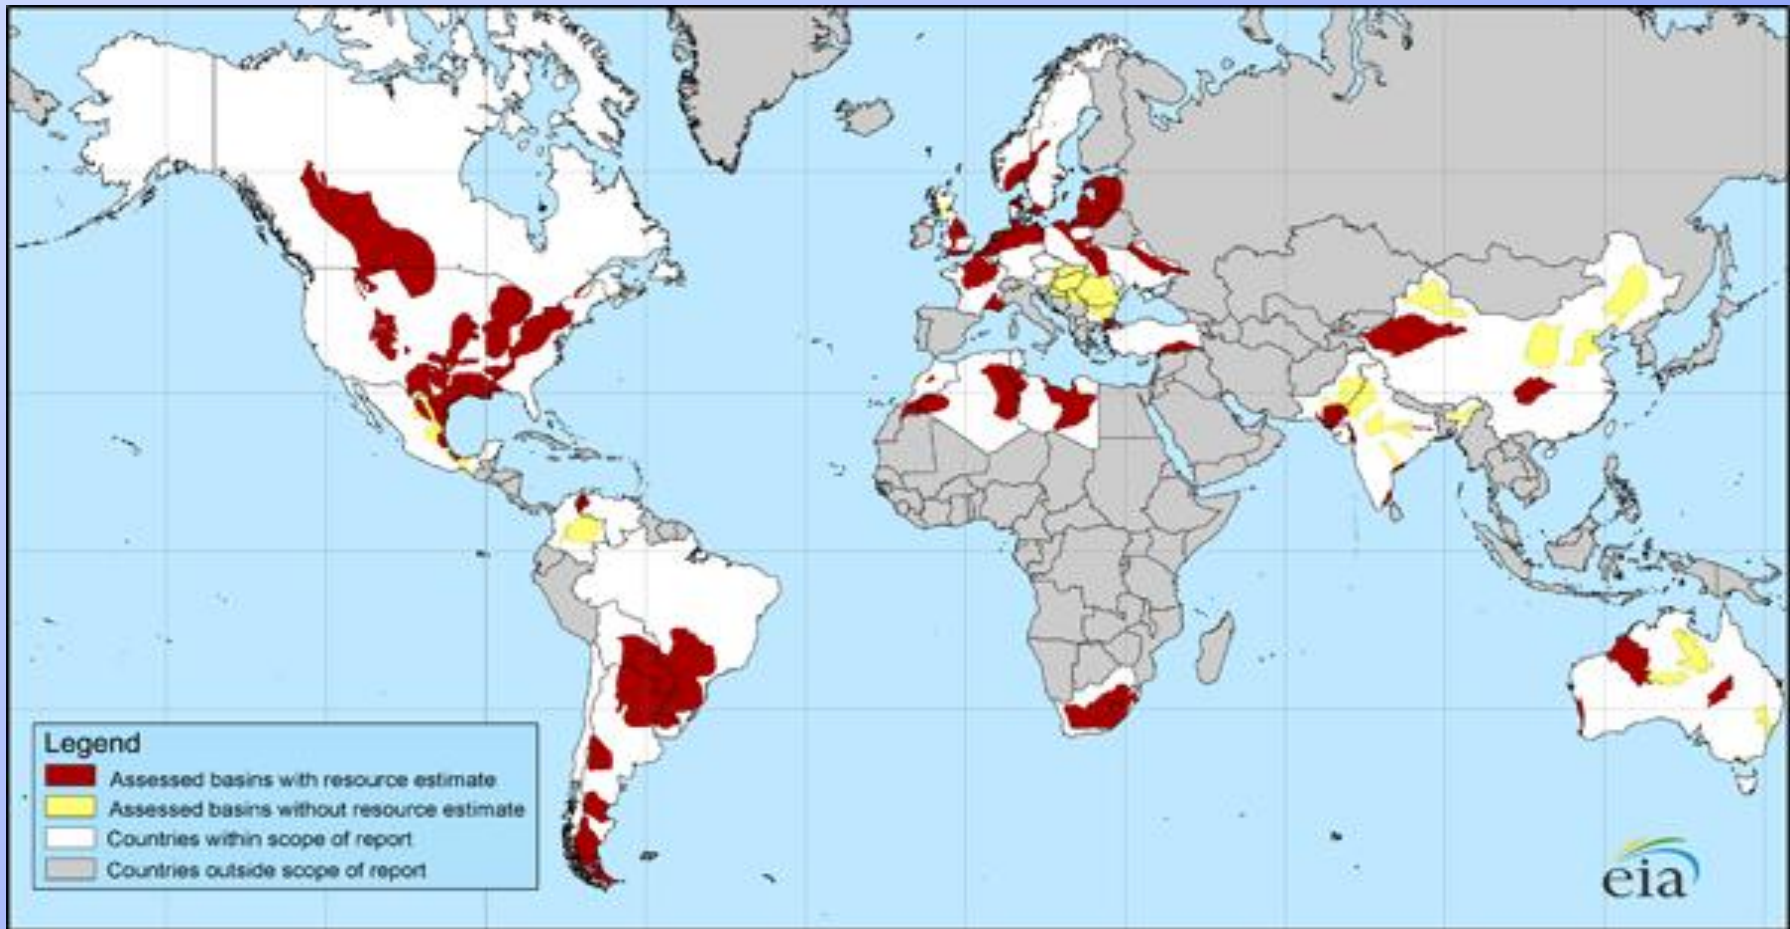 Legend
Assessed basins with resource estimate
Assessed basins without resource estimate
Countries within scope of report
Countries outside scope of report
eia